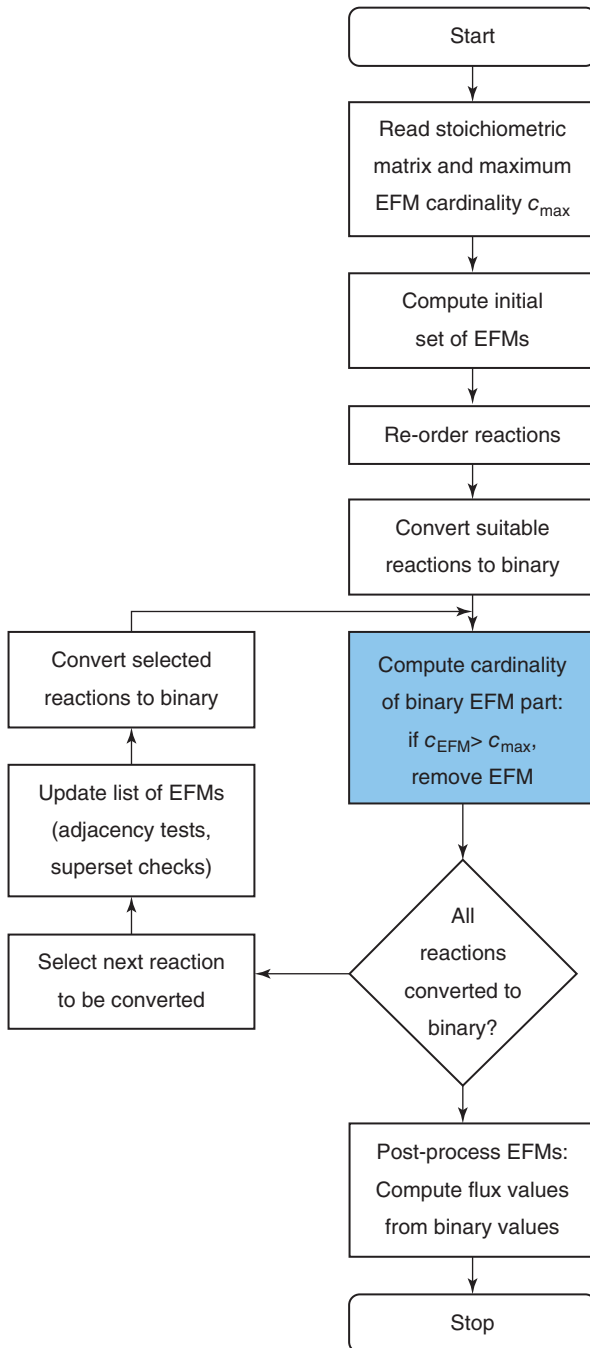 Start
Read stoichiometric
matrix and maximum
EFM cardinality c_max
Compute initial
set of EFMs
Re-order reactions
Convert suitable
reactions to binary
Compute cardinality
of binary EFM part:
if c_EFM> c_max,
remove EFM
All
reactions
converted to
binary?
Select next reaction
to be converted
Update list of EFMs
(adjacency tests,
superset checks)
Convert selected
reactions to binary
Post-process EFMs:
Compute flux values
from binary values
Stop